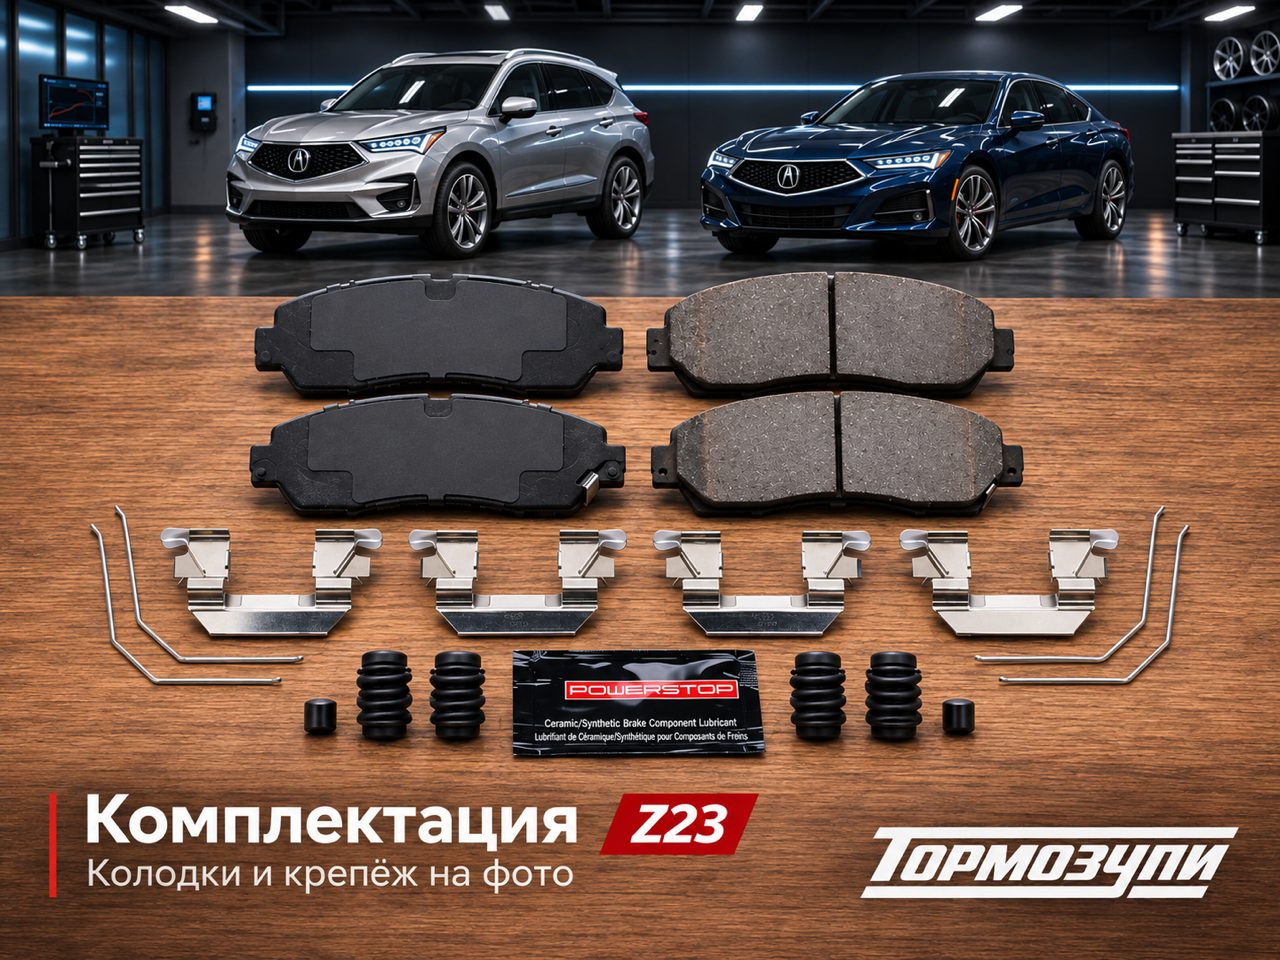 POWERSTOP
Ceramic/Synthetic Brake Component Lubricant
Lubrifiant de Céramique/Synthétique pour Composants de Freins
Комплектация
Z23
Колодки и крепёж на фото
ТОРМОЗУПИ